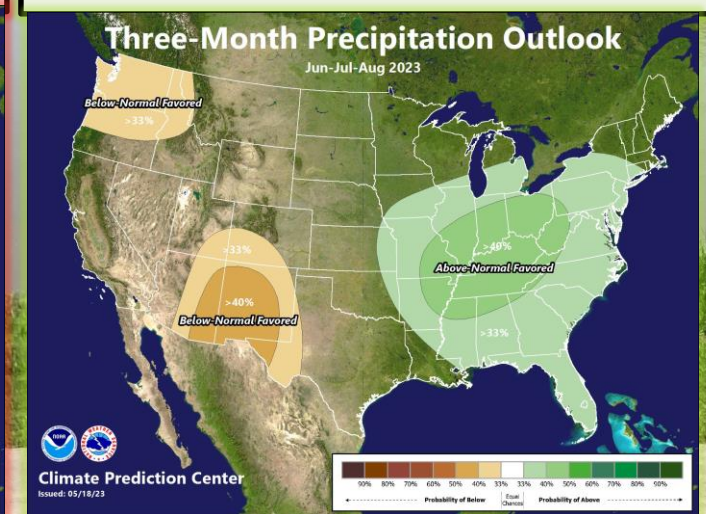 Three-Month Precipitation Outlook
Jun-Jul-Aug 2023
Below-Normal Favored
>33%
>33%
>40%
Below-Normal Favored
>40%
Above-Normal Favored
>33%
noaa
Climate Prediction Center
Issued: 05/18/23
90% 80% 70% 60% 50% 40% 33% 33% 40% 50% 60% 70% 80% 90%
Probability of Below
Equal Chances
Probability of Above